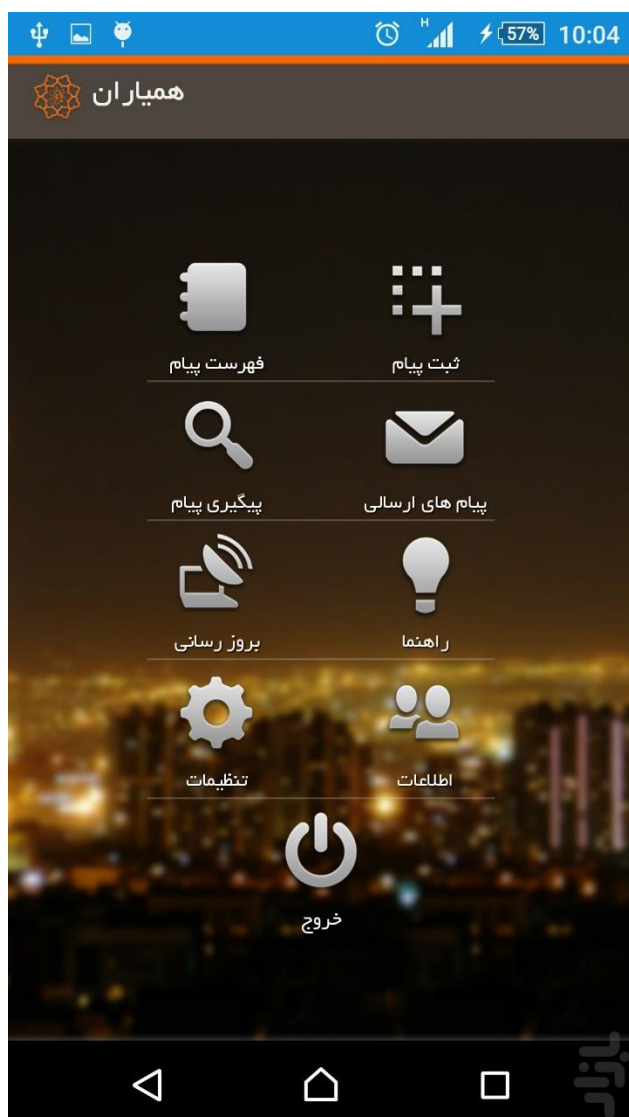 H 57% 10:04
همیاران
ثبت پیام فهرست پیام
پیام های ارسالی پیگیری پیام
راهنما بروز رسانی
اطلاعات تنظیمات
خروج
بازار